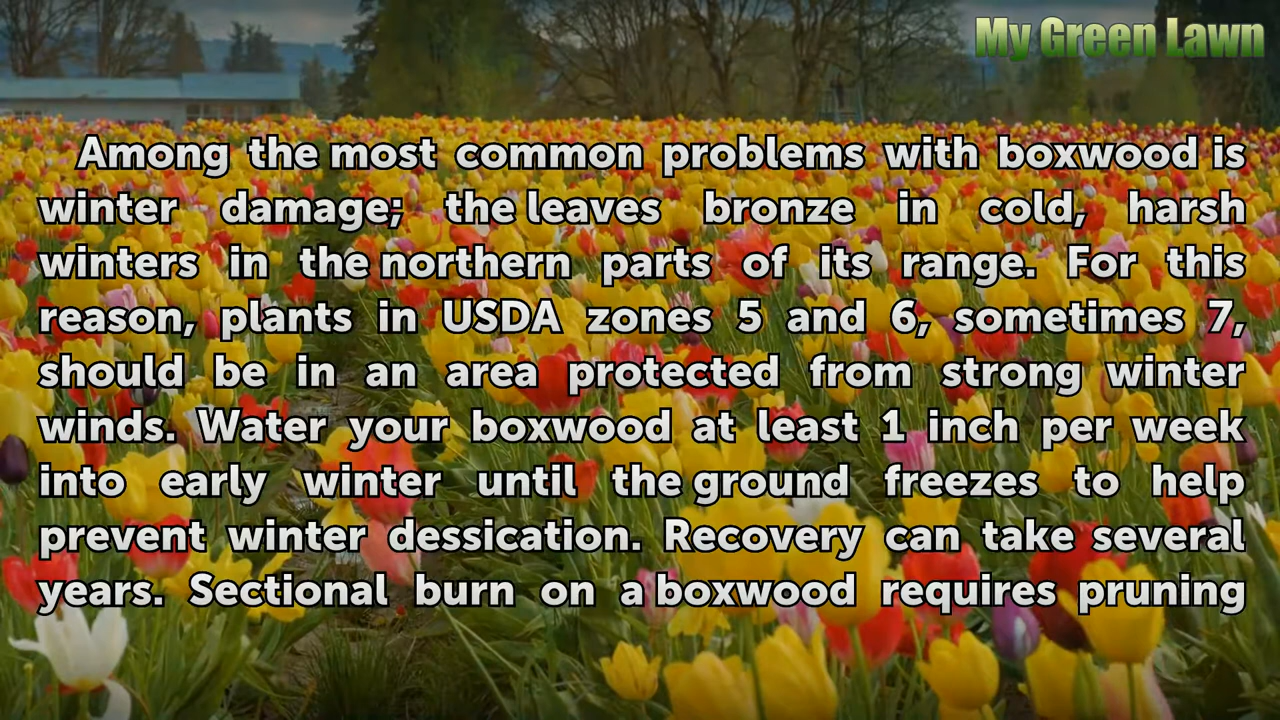 My Green Lawn
Among the most common problems with boxwood is
winter damage; the leaves bronze in cold, harsh
winters in the northern parts of its range. For this
reason, plants in USDA zones 5 and 6, sometimes 7,
should be in an area protected from strong winter
winds. Water your boxwood at least 1 inch per week
into early winter until the ground freezes to help
prevent winter dessication. Recovery can take several
years. Sectional burn on a boxwood requires pruning